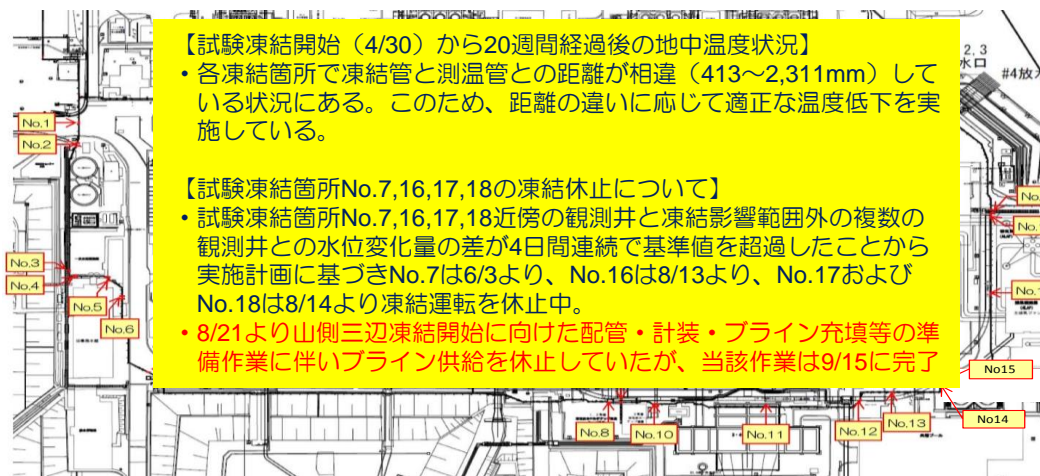 【試験凍結開始（4/30）から20週間経過後の地中温度状況】
・各凍結箇所で凍結管と測温管との距離が相違（413～2,311mm）して
いる状況にある。このため、距離の違いに応じて適正な温度低下を実
施している。
【試験凍結箇所No.7,16,17,18の凍結休止について】
・試験凍結箇所No.7,16,17,18近傍の観測井と凍結影響範囲外の複数の
観測井との水位変化量の差が4日間連続で基準値を超過したことから
実施計画に基づきNo.7は6/3より、No.16は8/13より、No.17および
No.18は8/14より凍結運転を休止中。
・8/21より山側三辺凍結開始に向けた配管・計装・ブライン充填等の準
備作業に伴いブライン供給を休止していたが、当該作業は9/15に完了
2,3
水口
#4放水
No.1
No.2
No.3
No.4
No.5
No.6
No15
No14
No.8
No.10
No.11
No.12
No.13